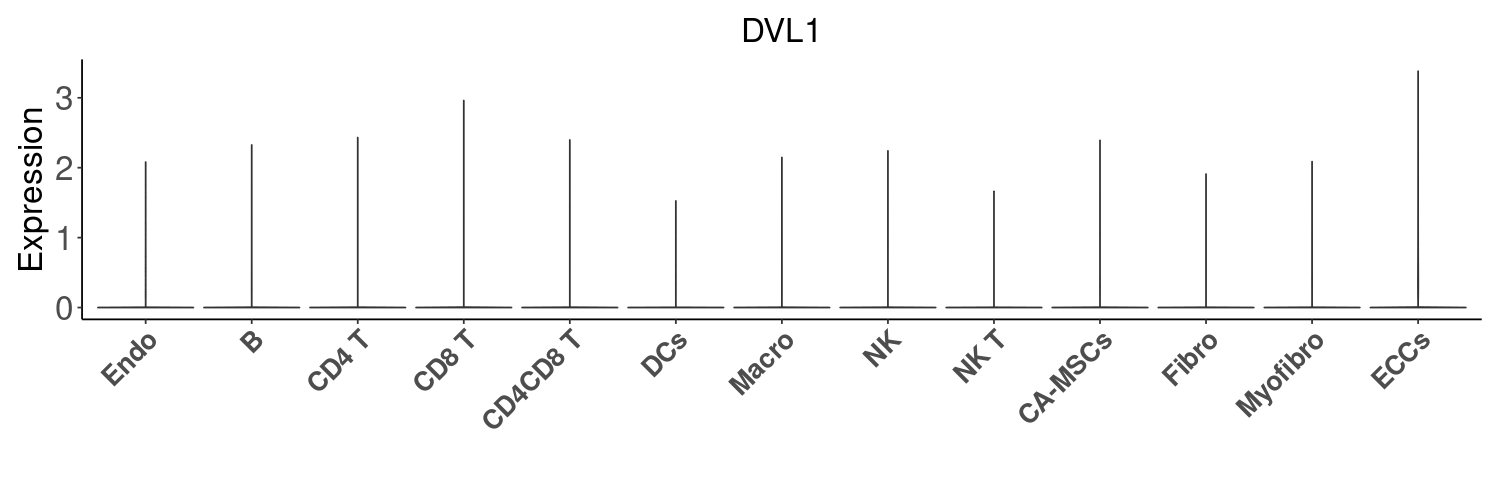 DVL1
Expression
3
2
1
0
Endo
B
CD4 T
CD8 T
CD4CD8 T
DCs
Macro
NK
NK T
CA-MSCs
Fibro
Myofibro
ECCs